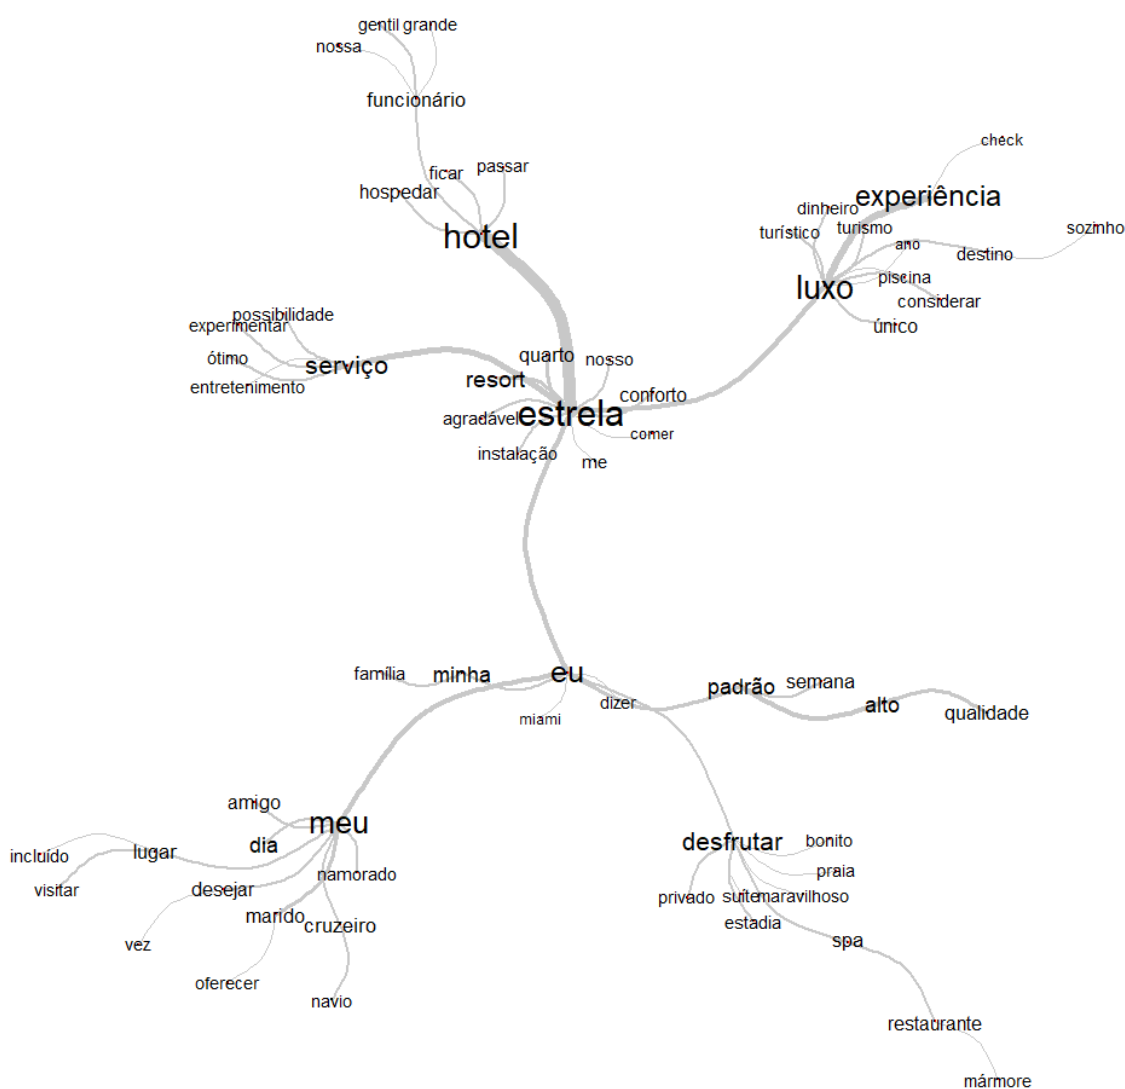 gentil grande
nossa
funcionário
check
passar
ficar
hospedar
experiência
dinheiro
turismo
turístico
sozinho
hotel
ano
destino
piscina
luxo
considerar
único
possibilidade
experimentar
ótimo
serviço
quarto
nosso
entretenimento
resort
conforto
agradável
estrela
comer
instalação
me
família
minha
eu
semana
padrão
dizer
alto
qualidade
miami
amigo
meu
dia
desfrutar
bonito
incluído
lugar
praia
namorado
visitar
desejar
privado
suíte
maravilhoso
marido
cruzeiro
estadia
vez
spa
oferecer
navio
restaurante
mármore